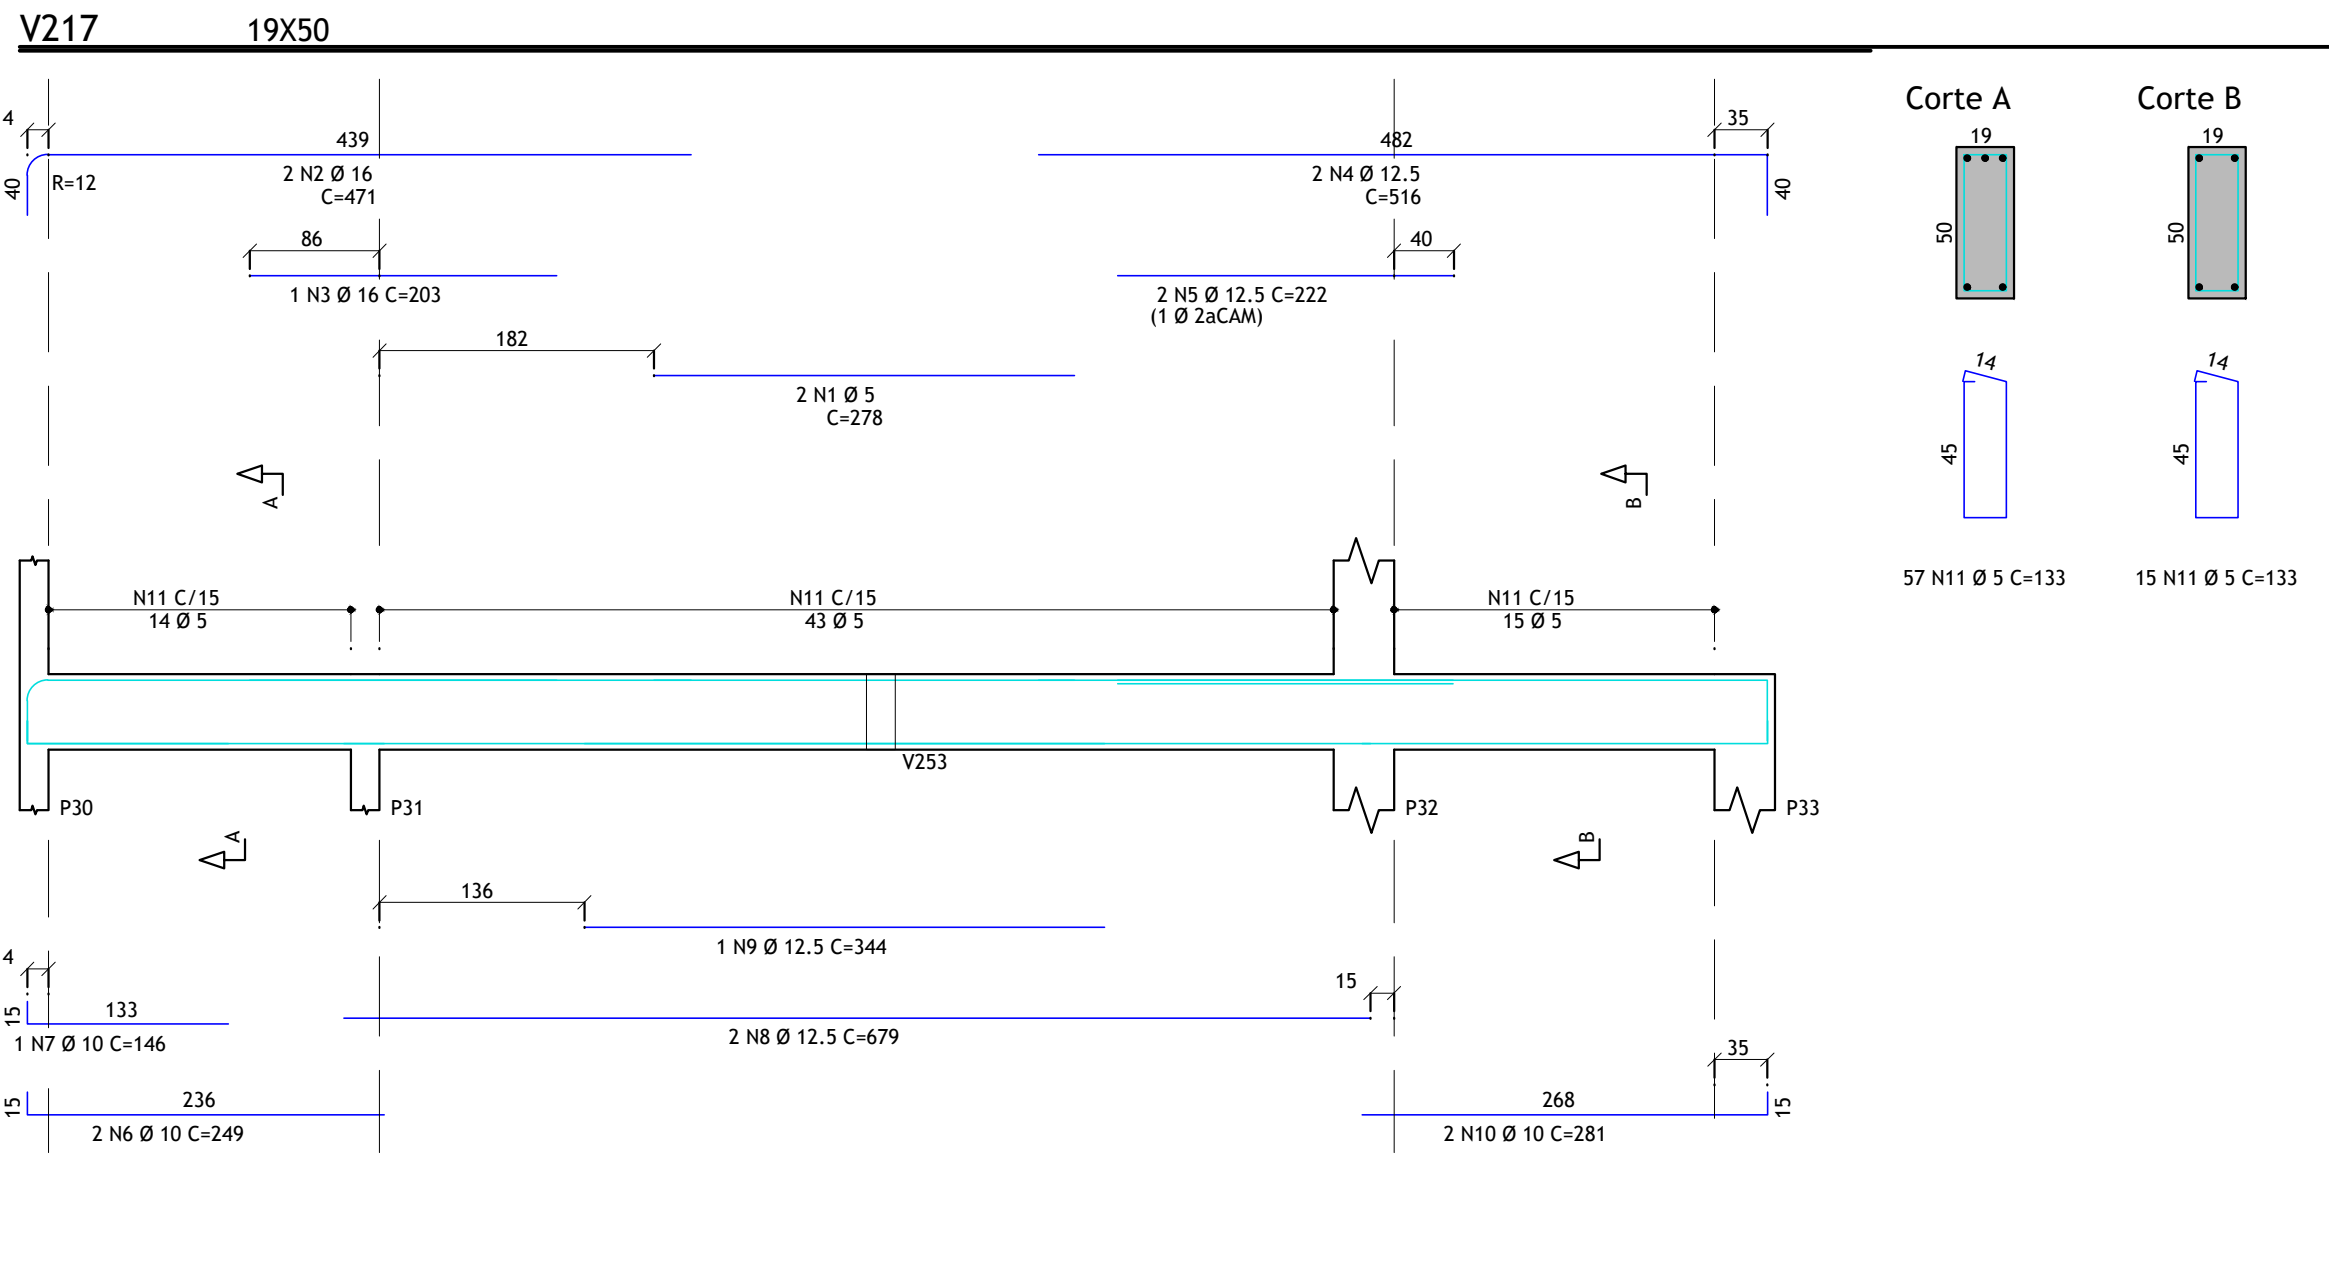 V217 19X50
Corte A Corte B
4 439 482 35 19 19
2 N2 Ø 16 2 N4 Ø 12.5
40 R=12 C=471 C=516 40
50 50
86 40
1 N3 Ø 16 C=203 2 N5 Ø 12.5 C=222
(1 Ø 2aCAM)
182
14 14
2 N1 Ø 5
C=278
45 45
A B
57 N11 Ø 5 C=133 15 N11 Ø 5 C=133
N11 C/15 N11 C/15 N11 C/15
14 Ø 5 43 Ø 5 15 Ø 5
V253
P30 P31 P32 P33
A B
136
1 N9 Ø 12.5 C=344
4
15
15 133
2 N8 Ø 12.5 C=679
1 N7 Ø 10 C=146
35
15 236 268 15
2 N6 Ø 10 C=249 2 N10 Ø 10 C=281